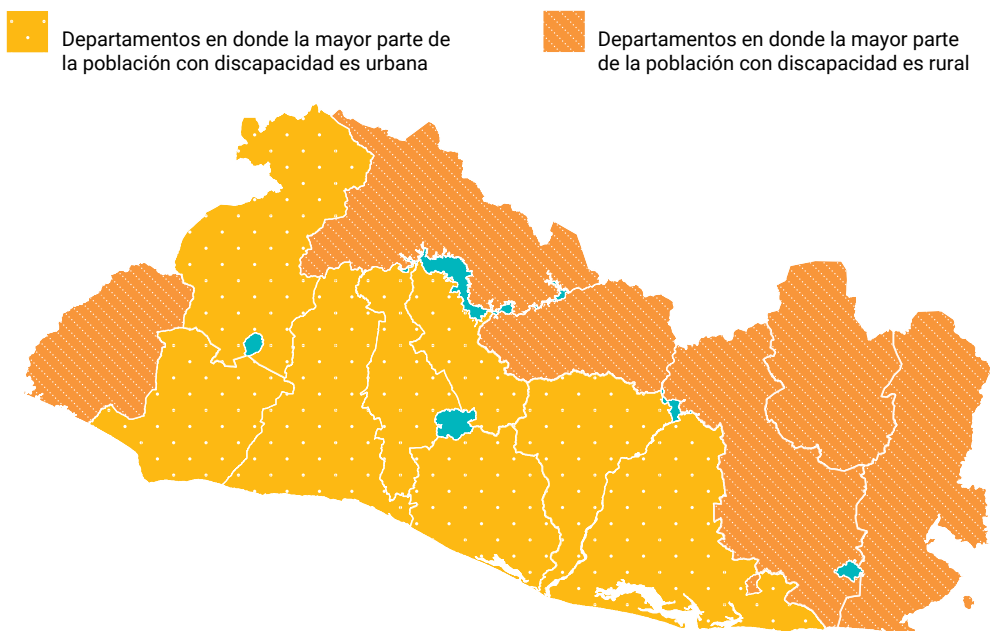 Departamentos en donde la mayor parte de
la población con discapacidad es urbana
Departamentos en donde la mayor parte
de la población con discapacidad es rural